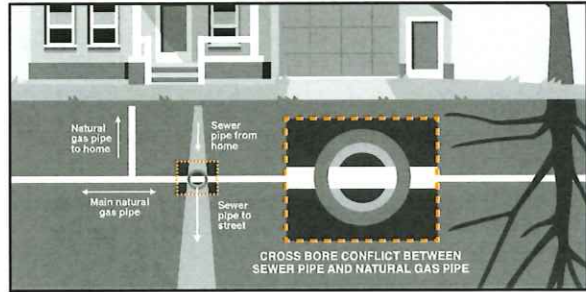 Natural
gas pipe
to home
Sewer
pipe from
home
Main natural
gas pipe
Sewer
pipe to
street
CROSS BORE CONFLICT BETWEEN
SEWER PIPE AND NATURAL GAS PIPE